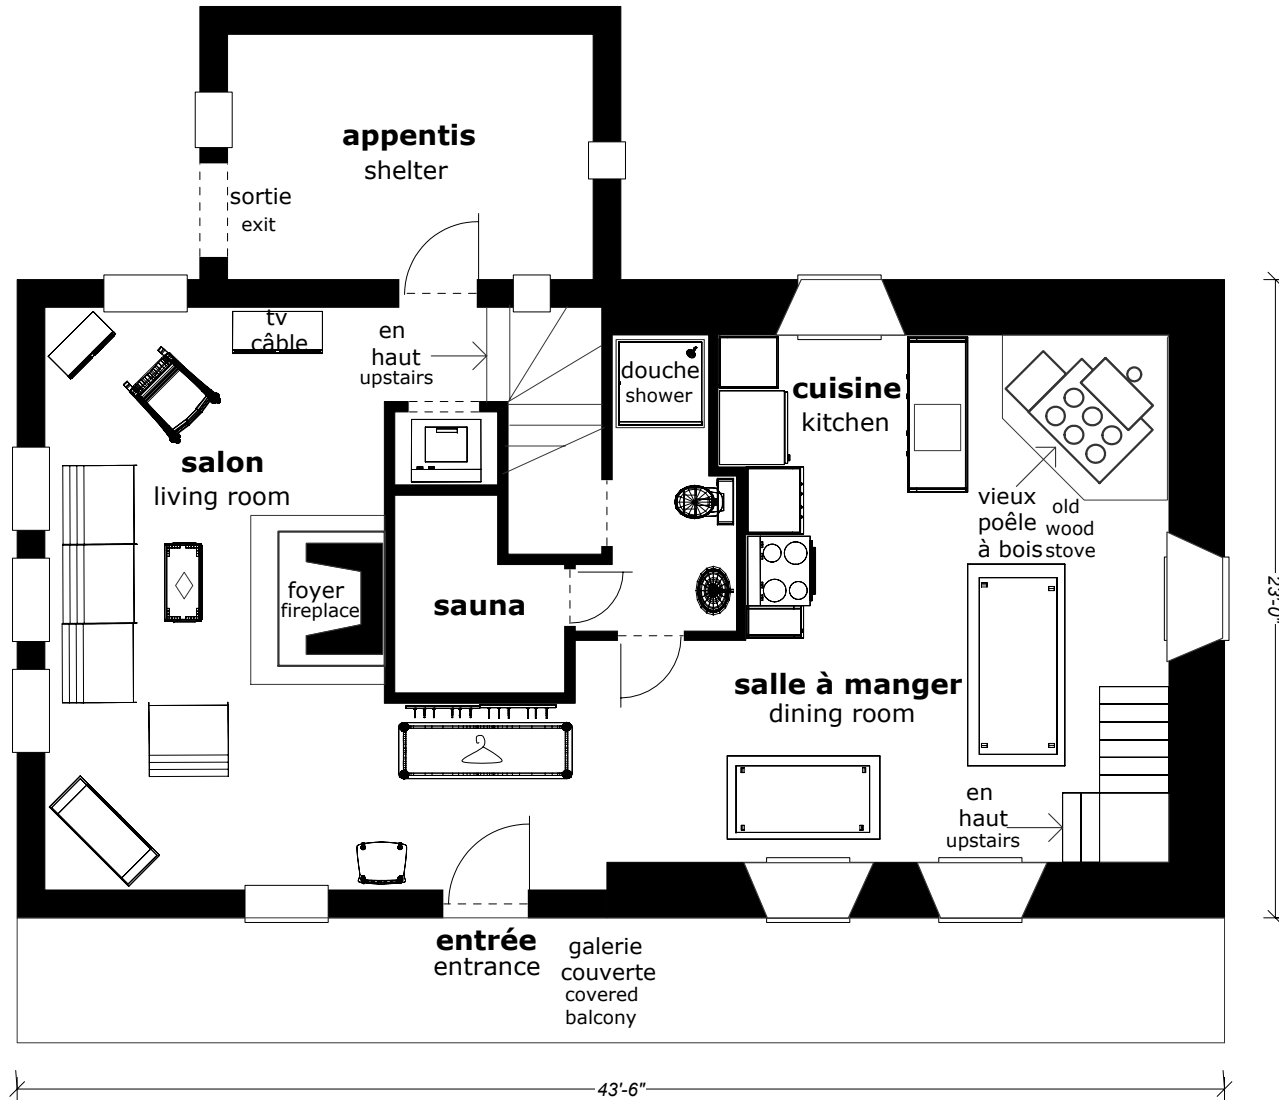 appentis
shelter
sortie
exit
tv
câble
en
haut
upstairs
douche
shower
cuisine
kitchen
salon
living room
vieux
poêle
à bois
old
wood
stove
foyer
fireplace
sauna
23'-0"
salle à manger
dining room
en
haut
upstairs
entrée
entrance
galerie
couverte
covered
balcony
43'-6"